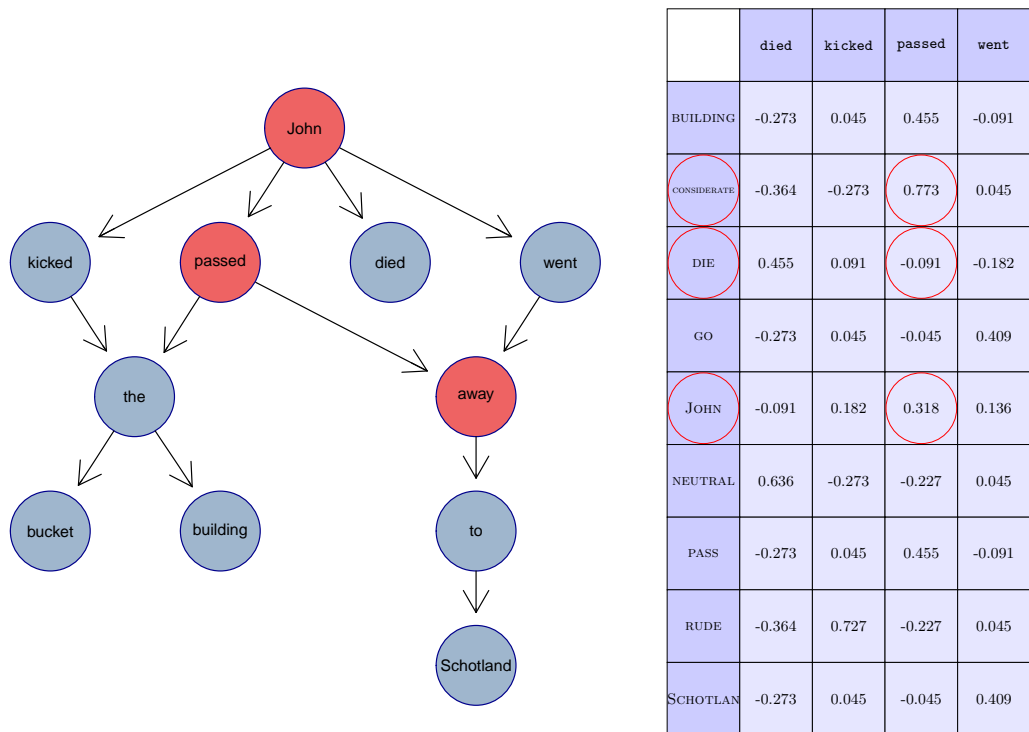 John
kicked
passed
died
went
the
away
bucket
building
to
Schotland
died kicked passed went
BUILDING -0.273 0.045 0.455 -0.091
CONSIDERATE -0.364 -0.273 0.773 0.045
DIE 0.455 0.091 -0.091 -0.182
GO -0.273 0.045 -0.045 0.409
JOHN -0.091 0.182 0.318 0.136
NEUTRAL 0.636 -0.273 -0.227 0.045
PASS -0.273 0.045 0.455 -0.091
RUDE -0.364 0.727 -0.227 0.045
SCHOTLAN -0.273 0.045 -0.045 0.409